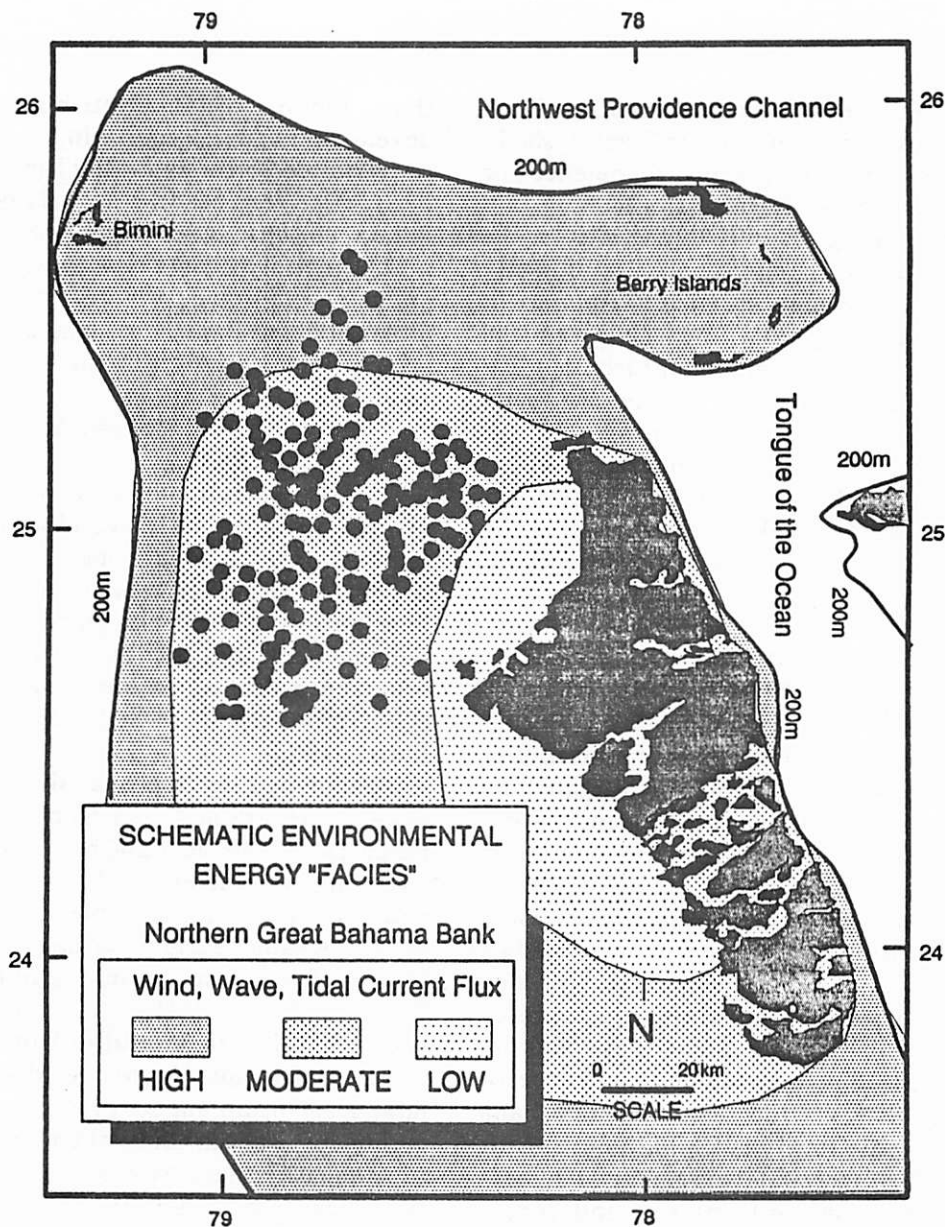 79
78
26
26
Northwest Providence Channel
200m
Bimini
Berry Islands
Tongue of the Ocean
200m
25
25
200m
200m
200m
SCHEMATIC ENVIRONMENTAL
ENERGY "FACIES"
Northern Great Bahama Bank
24
24
Wind, Wave, Tidal Current Flux
HIGH
MODERATE
LOW
N
0
20km
SCALE
79
78